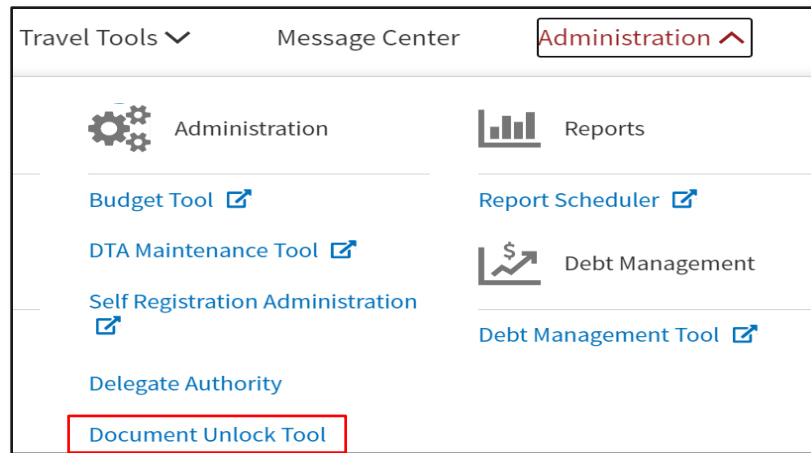 Travel Tools
Message Center
Administration
Administration
Budget Tool
DTA Maintenance Tool
Self Registration Administration
Delegate Authority
Document Unlock Tool
Reports
Report Scheduler
$
Debt Management
Debt Management Tool